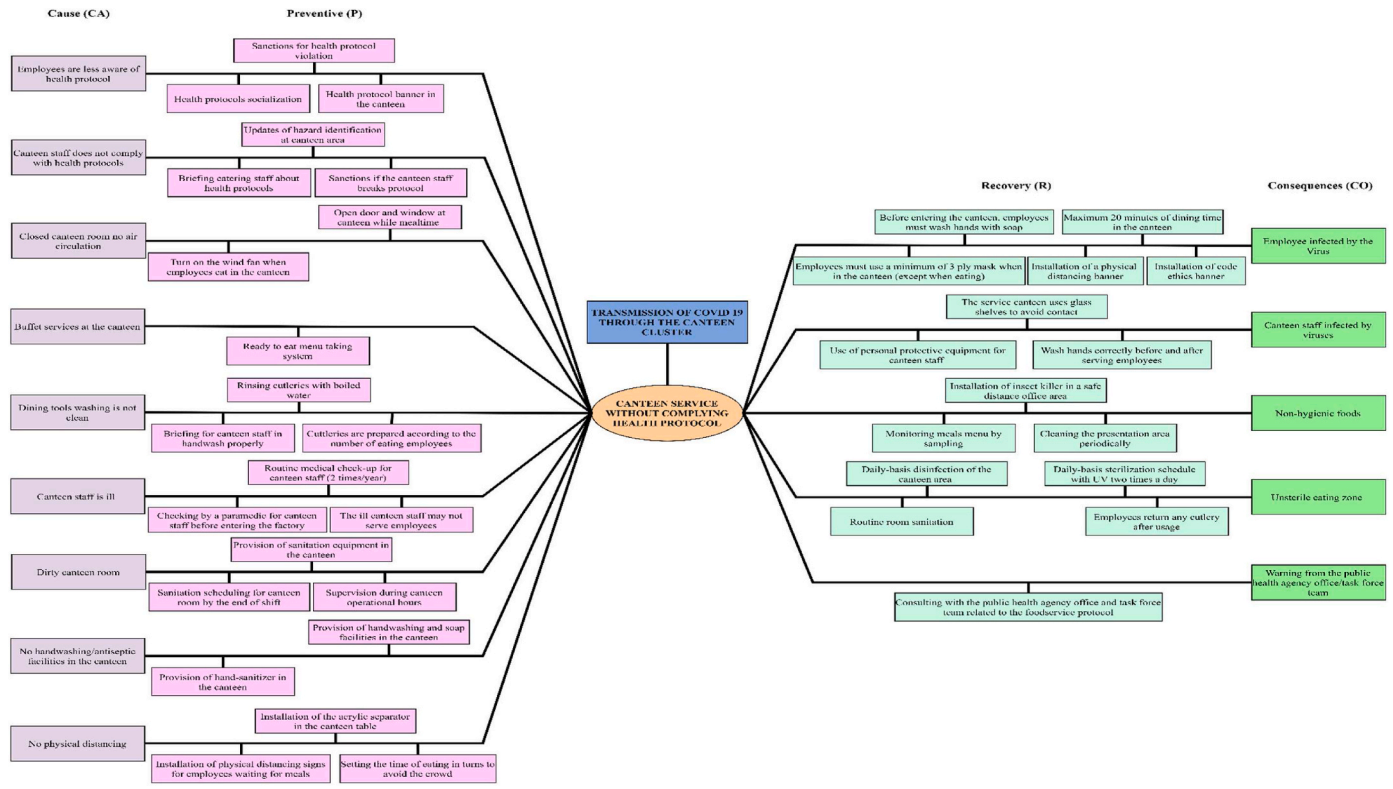 Cause (CA)
Preventive (P)
Employees are less aware of
health protocol
Sanctions for health protocol
violation
Health protocols socialization
Health protocol banner in
the canteen
Canteen staff does not comply
with health protocols
Updates of hazard identification
at canteen area
Briefing catering staff about
health protocols
Sanctions if the canteen staff
breaks protocol
Closed canteen room no air
circulation
Open door and window at
canteen while mealtime
Turn on the wind fan when
employees eat in the canteen
Buffet services at the canteen
Ready to eat menu taking
system
Dining tools washing is not
clean
Rinsing cutleries with boiled
water
Briefing for canteen staff in
handwash properly
Cuttleries are prepared according to the
number of eating employees
Canteen staff is ill
Routine medical check-up for
canteen staff (2 times/year)
Checking by a paramedic for canteen
staff before entering the factory
The ill canteen staff may not
serve employees
Dirty canteen room
Provision of sanitation equipment in
the canteen
Sanitation scheduling for canteen
room by the end of shift
Supervision during canteen
operational hours
No handwashing/antiseptic
facilities in the canteen
Provision of handwashing and soap
facilities in the canteen
Provision of hand-sanitizer in
the canteen
No physical distancing
Installation of the acrylic separator
in the canteen table
Installation of physical distancing signs
for employees waiting for meals
Setting the time of eating in turns to
avoid the crowd
TRANSMISSION OF COVID 19
THROUGH THE CANTEEN
CLUSTER
CANTEEN SERVICE
WITHOUT COMPLYING
HEALTH PROTOCOL
Recovery (R)
Consequences (CO)
Before entering the canteen, employees
must wash hands with soap
Maximum 20 minutes of dining time
in the canteen
Employees must use a minimum of 3 ply mask when
in the canteen (except when eating)
Installation of a physical
distancing banner
Installation of code
ethics banner
Employee infected by the
Virus
The service canteen uses glass
shelves to avoid contact
Use of personal protective equipment for
canteen staff
Wash hands correctly before and after
serving employees
Canteen staff infected by
viruses
Installation of insect killer in a safe
distance office area
Monitoring meals menu by
sampling
Cleaning the presentation area
periodically
Non-hygienic foods
Daily-basis disinfection of the
canteen area
Daily-basis sterilization schedule
with UV two times a day
Routine room sanitation
Employees return any cutlery
after usage
Unsterile eating zone
Consulting with the public health agency office and task force
team related to the foodservice protocol
Warning from the public
health agency office/task force
team